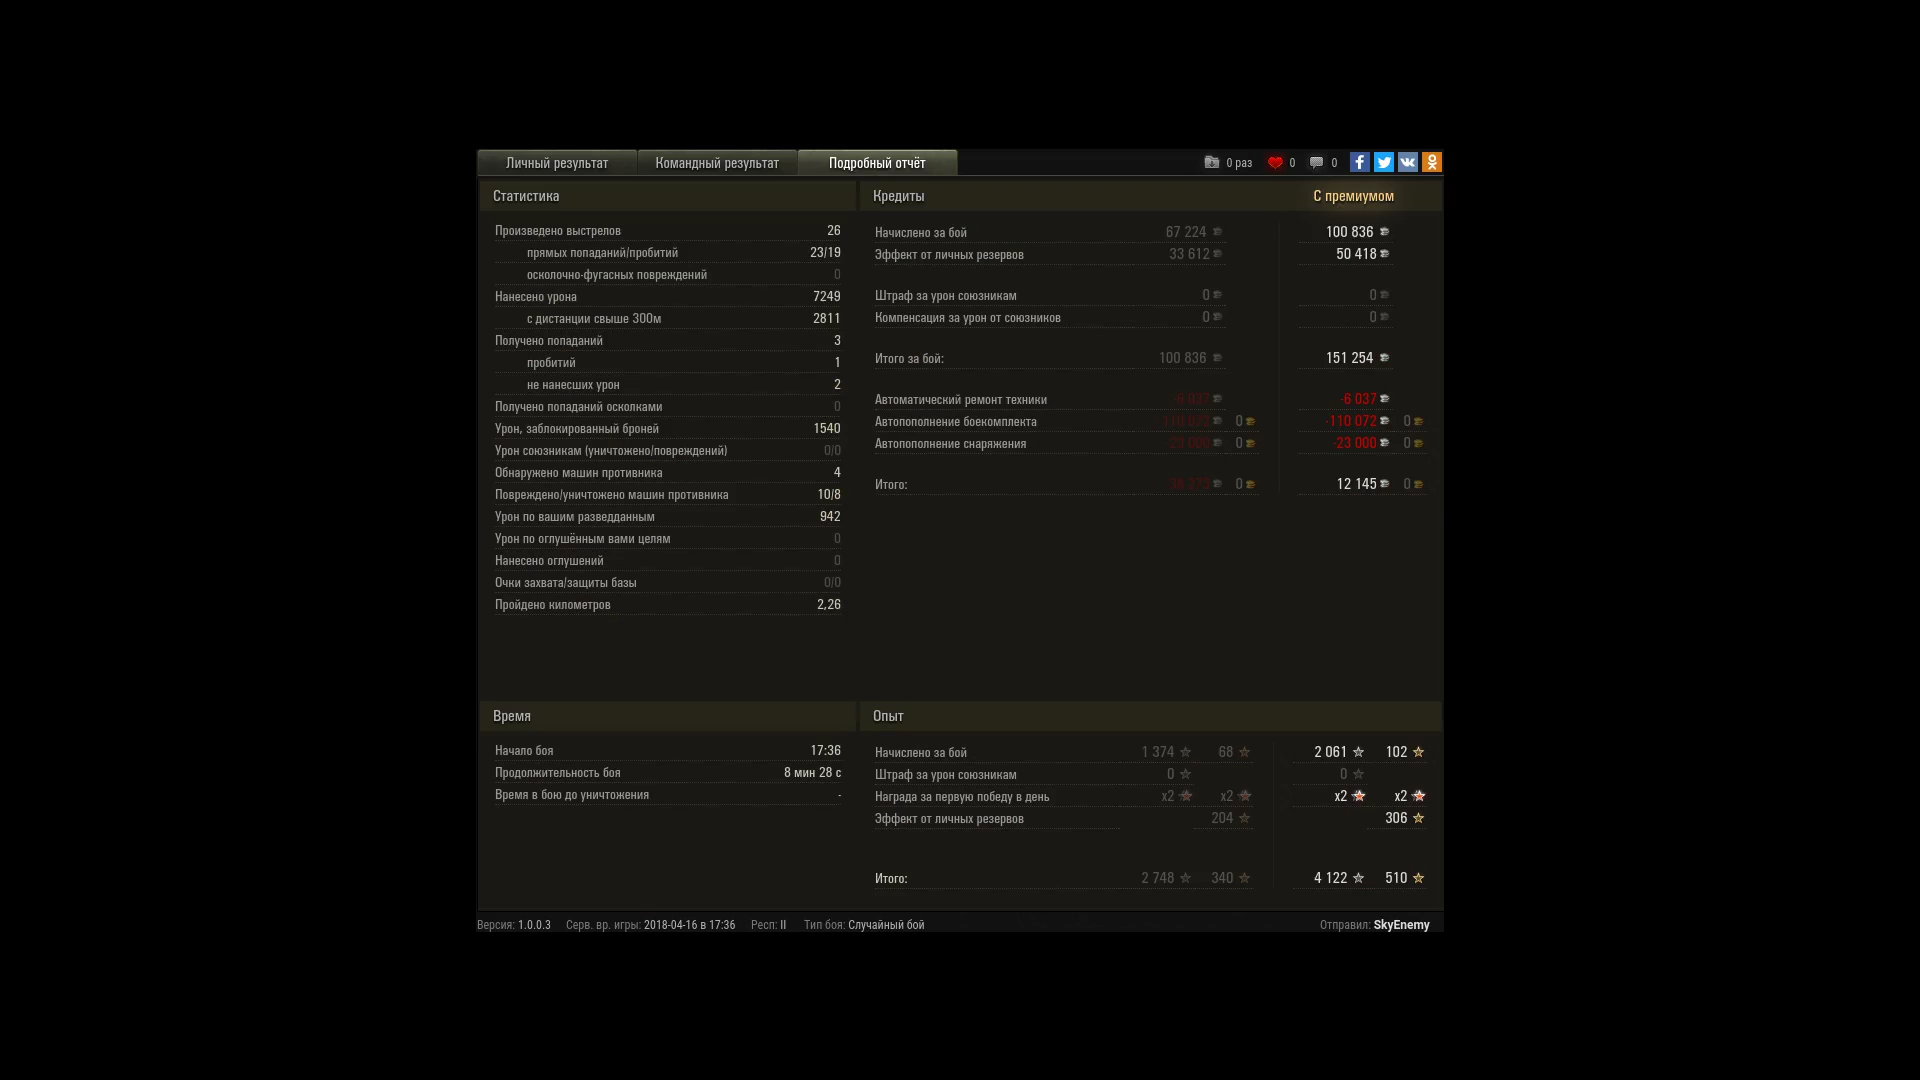 Личный результат Командный результат Подробный отчёт 0 раз 0 0
Статистика
Произведено выстрелов 26
прямых попаданий/пробитий 23/19
осколочно-фугасных повреждений 0
Нанесено урона 7249
с дистанции свыше 300м 2811
Получено попаданий 3
пробитий 1
не нанесших урон 2
Получено попаданий осколками 0
Урон, заблокированный броней 1540
Урон союзникам (уничтожено/повреждений) 0/0
Обнаружено машин противника 4
Повреждено/уничтожено машин противника 10/8
Урон по вашим разведданным 942
Урон по оглушённым вами целям 0
Нанесено оглушений 0
Очки захвата/защиты базы 0/0
Пройдено километров 2,26
Кредиты С премиумом
Начислено за бой 67 224 100 836
Эффект от личных резервов 33 612 50 418
Штраф за урон союзникам 0 0
Компенсация за урон от союзников 0 0
Итого за бой: 100 836 151 254
Автоматический ремонт техники -6 037 -6 037
Автопополнение боекомплекта -110 072 0 -110 072 0
Автопополнение снаряжения -23 000 0 -23 000 0
Итого: 0 12 145 0
Время
Начало боя 17:36
Продолжительность боя 8 мин 28 с
Время в бою до уничтожения -
Опыт
Начислено за бой 1 374 68 2 061 102
Штраф за урон союзникам 0 0
Награда за первую победу в день x2 x2 x2 x2
Эффект от личных резервов 204 306
Итого: 2 748 340 4 122 510
Версия: 1.0.0.3 Серв. вр. игры: 2018-04-16 в 17:36 Респ: II Тип боя: Случайный бой Отправил: SkyEnemy